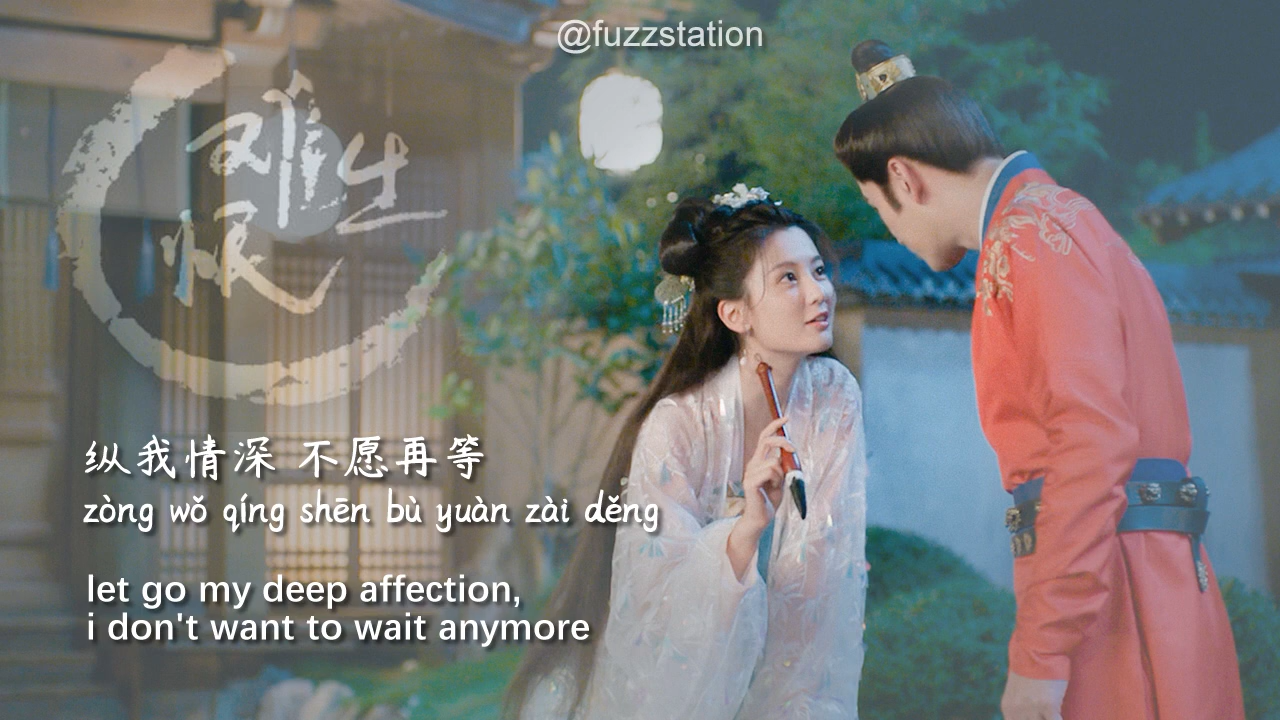 @fuzzstation
难生恨
纵我情深 不愿再等
zòng wǒ qíng shēn bù yuàn zài děng
let go my deep affection,
i don't want to wait anymore